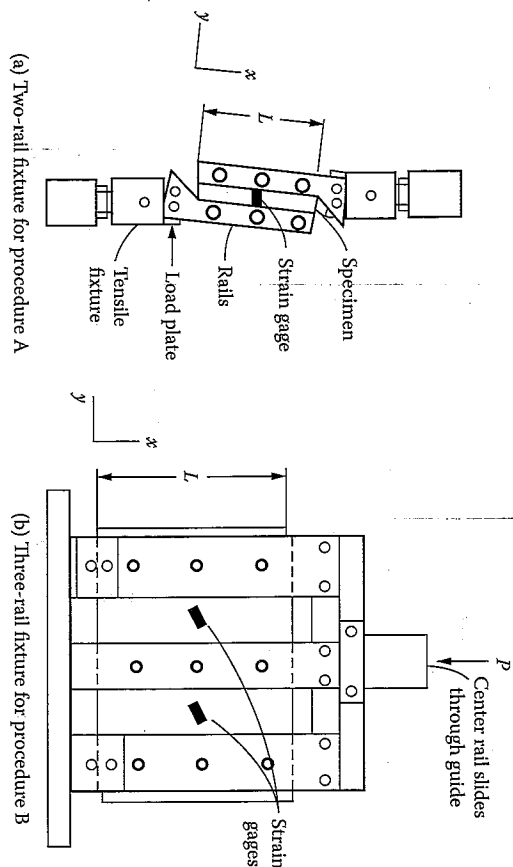 y
x
L
Specimen
Strain gage
Rails
Load plate
Tensile
fixture
(a) Two-rail fixture for procedure A
P
Center rail slides
through guide
y
x
L
Strain
gages
(b) Three-rail fixture for procedure B